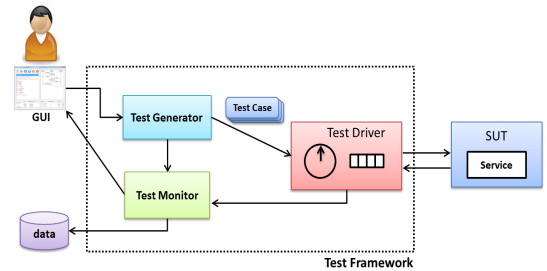 GUI
Test Generator
Test Case
Test Driver
SUT
Service
Test Monitor
data
Test Framework